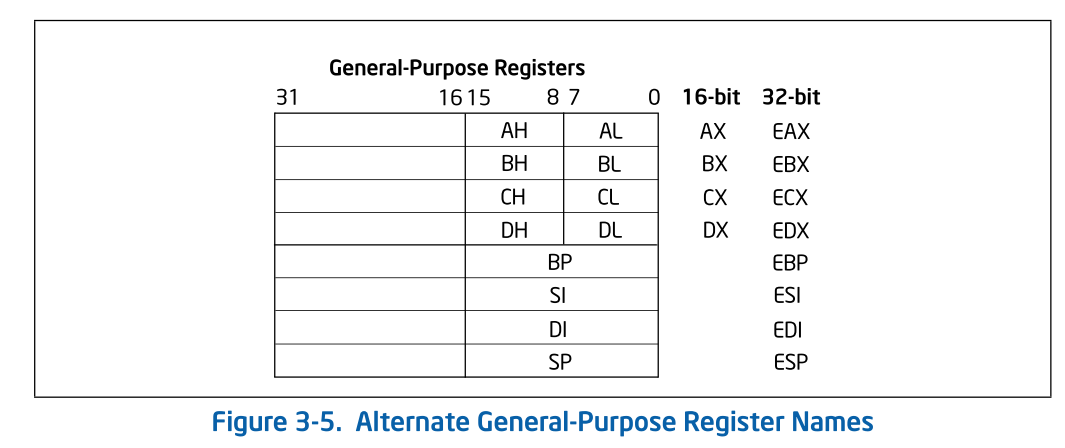 General-Purpose Registers
31 16 15 8 7 0 16-bit 32-bit
AH AL AX EAX
BH BL BX EBX
CH CL CX ECX
DH DL DX EDX
BP EBP
SI ESI
DI EDI
SP ESP
Figure 3-5. Alternate General-Purpose Register Names